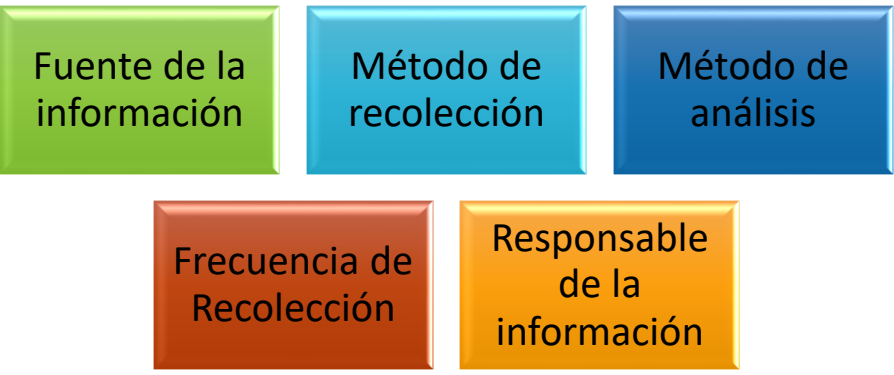 Fuente de la
información
Método de
recolección
Método de
análisis
Frecuencia de
Recolección
Responsable
de la
información